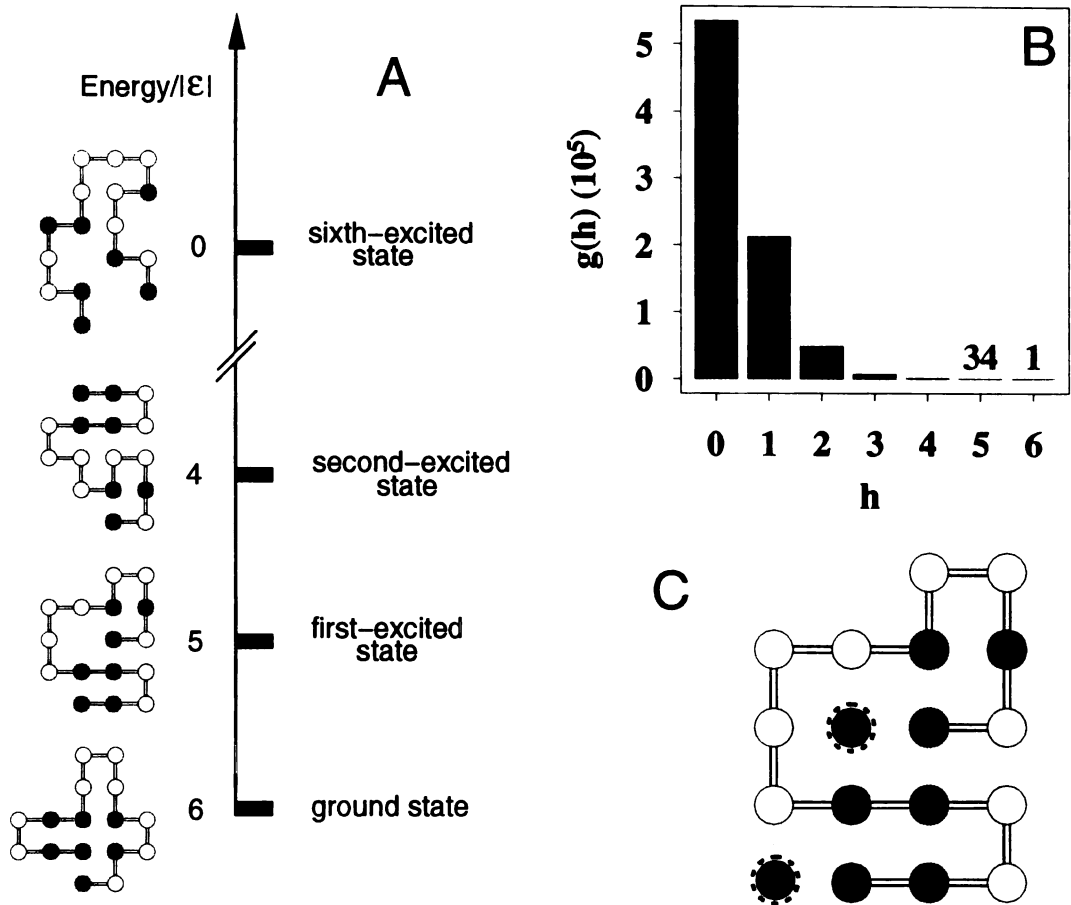 A
Energy/|ε|
0
sixth–excited
state
4
second–excited
state
5
first–excited
state
6
ground state
B
g(h) (10⁵)
5
4
3
2
1
0
34
1
0
1
2
3
4
5
6
h
C